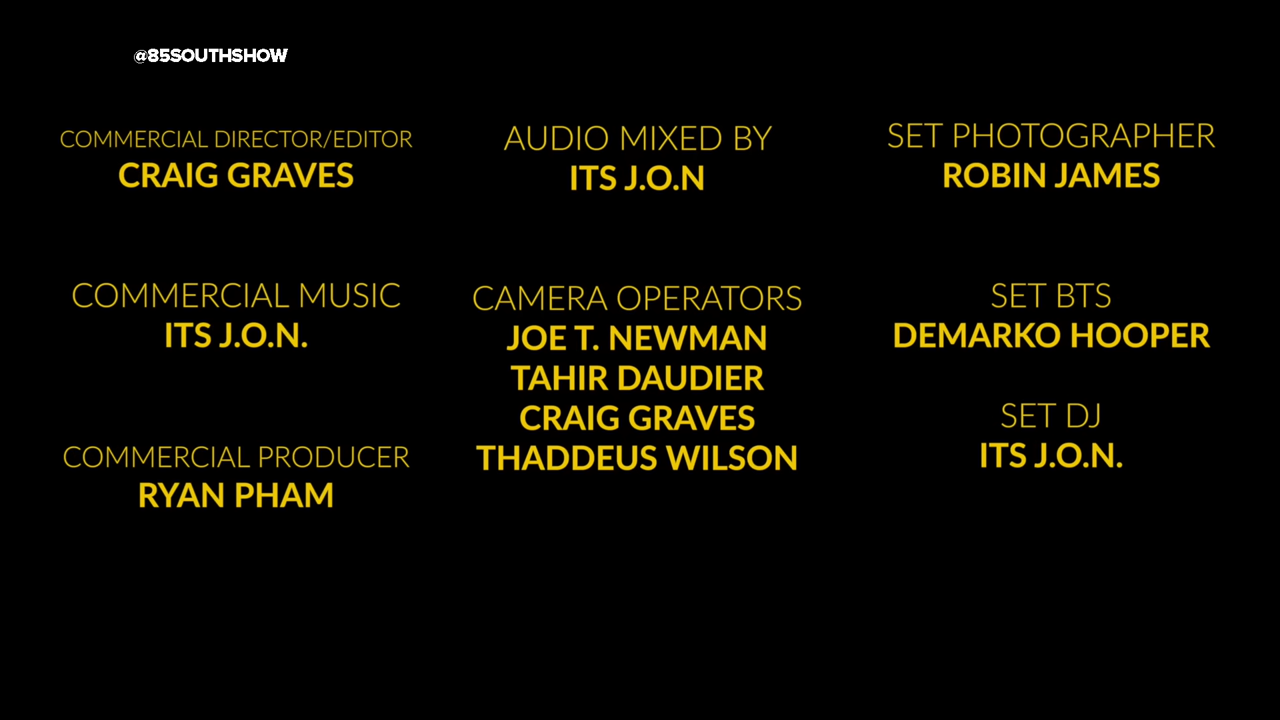 @85SOUTHSHOW
COMMERCIAL DIRECTOR/EDITOR
CRAIG GRAVES
COMMERCIAL MUSIC
ITS J.O.N.
COMMERCIAL PRODUCER
RYAN PHAM
AUDIO MIXED BY
ITS J.O.N
CAMERA OPERATORS
JOE T. NEWMAN
TAHIR DAUDIER
CRAIG GRAVES
THADDEUS WILSON
SET PHOTOGRAPHER
ROBIN JAMES
SET BTS
DEMARKO HOOPER
SET DJ
ITS J.O.N.